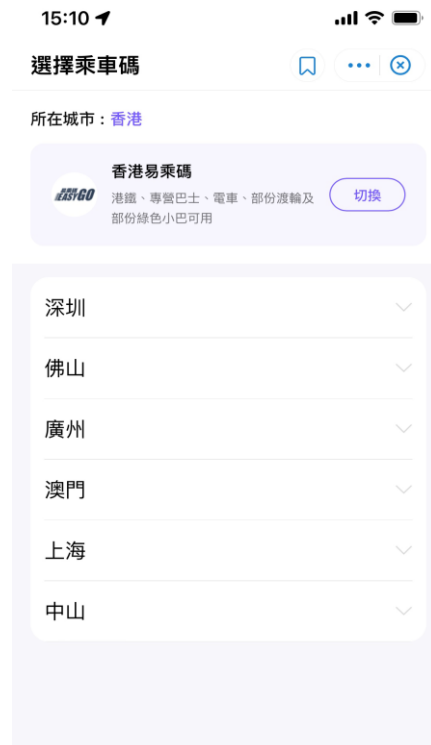 15:10
選擇乘車碼
所在城市：香港
香港易乘碼
EASYGO
港鐵、專營巴士、電車、部份渡輪及
部份綠色小巴可用
切換
深圳
佛山
廣州
澳門
上海
中山